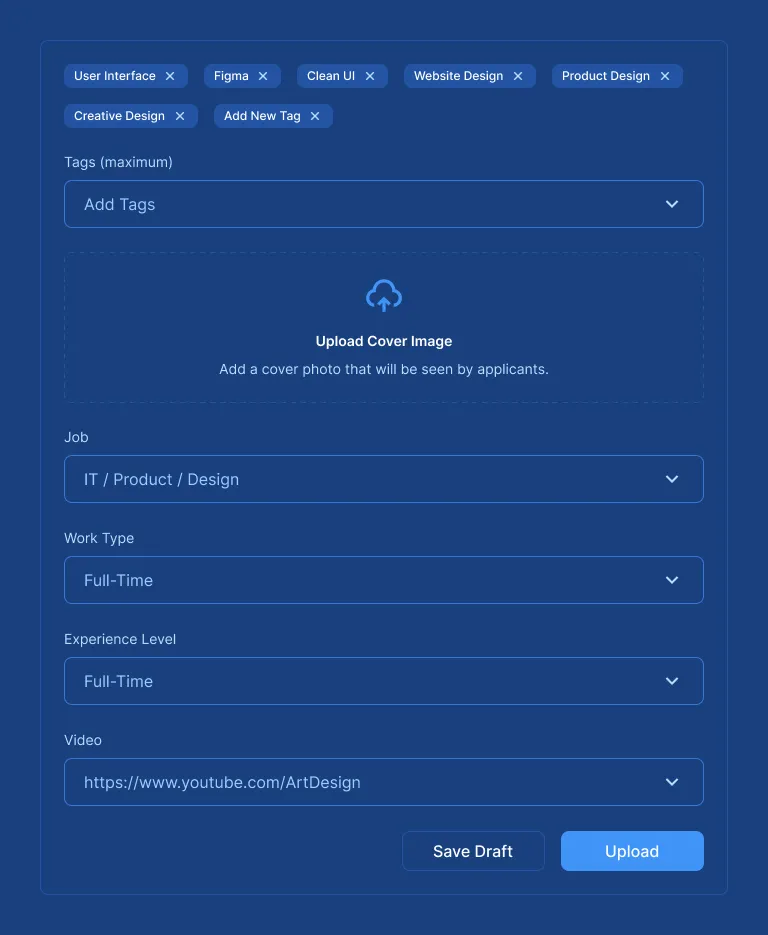 User Interface Figma Clean UI Website Design Product Design
Creative Design Add New Tag
Tags (maximum)
Add Tags
Upload Cover Image
Add a cover photo that will be seen by applicants.
Job
IT / Product / Design
Work Type
Full-Time
Experience Level
Full-Time
Video
https://www.youtube.com/ArtDesign
Save Draft Upload